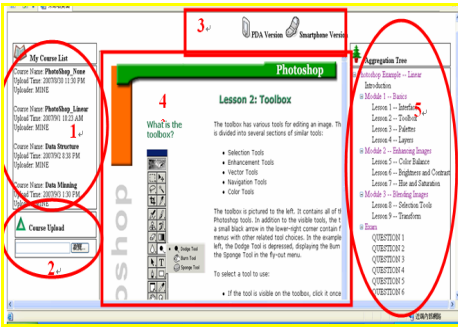 3
PDA Version
Smartphone Version
My Course List
Course Name: PhotoShop_None
Upload Time: 2007/9/30 11:30 PM
Uploader: MINE
Course Name: PhotoShop_Linear
Upload Time: 2007/9/3 10:23 AM
Uploader: MINE
1
Course Name: Data Structure
Upload Time: 2007/9/2 8:38 PM
Uploader: MINE
Course Name: Data Minning
Upload Time: 2007/9/3 1:30 PM
Uploader: MINE
Course Upload
2
Photoshop
4
Lesson 2: Toolbox
What is the
toolbox?
The toolbox has various tools for editing an image. Th
is divided into several sections of similar tools:
• Selection Tools
• Enhancement Tools
• Vector Tools
• Navigation Tools
• Color Tools
The toolbox is pictured to the left. It contains all of th
Photoshop tools. In addition to the visible tools, the t
a small black arrow in the lower-right corner contain f
menus with other related tool choices. In the example
left, the Dodge Tool is depressed, displaying the Burn
the Sponge Tool in the fly-out menu.
To select a tool to use:
• If the tool is visible on the toolbox, click it once
Dodge Tool
Burn Tool
Sponge Tool
oshop
Aggregation Tree
Photoshop Example -- Linear
Introduction
Module 1 -- Basics
Lesson 1 -- Interface
5
Lesson 2 -- Toolbox
Lesson 3 -- Palettes
Lesson 4 -- Layers
Module 2 -- Enhancing Images
Lesson 5 -- Color Balance
Lesson 6 -- Brightness and Contrast
Lesson 7 -- Hue and Saturation
Module 3 -- Blending Images
Lesson 8 -- Selection Tools
Lesson 9 -- Transform
Exam
QUESTION 1
QUESTION 2
QUESTION 3
QUESTION 4
QUESTION 5
QUESTION 6